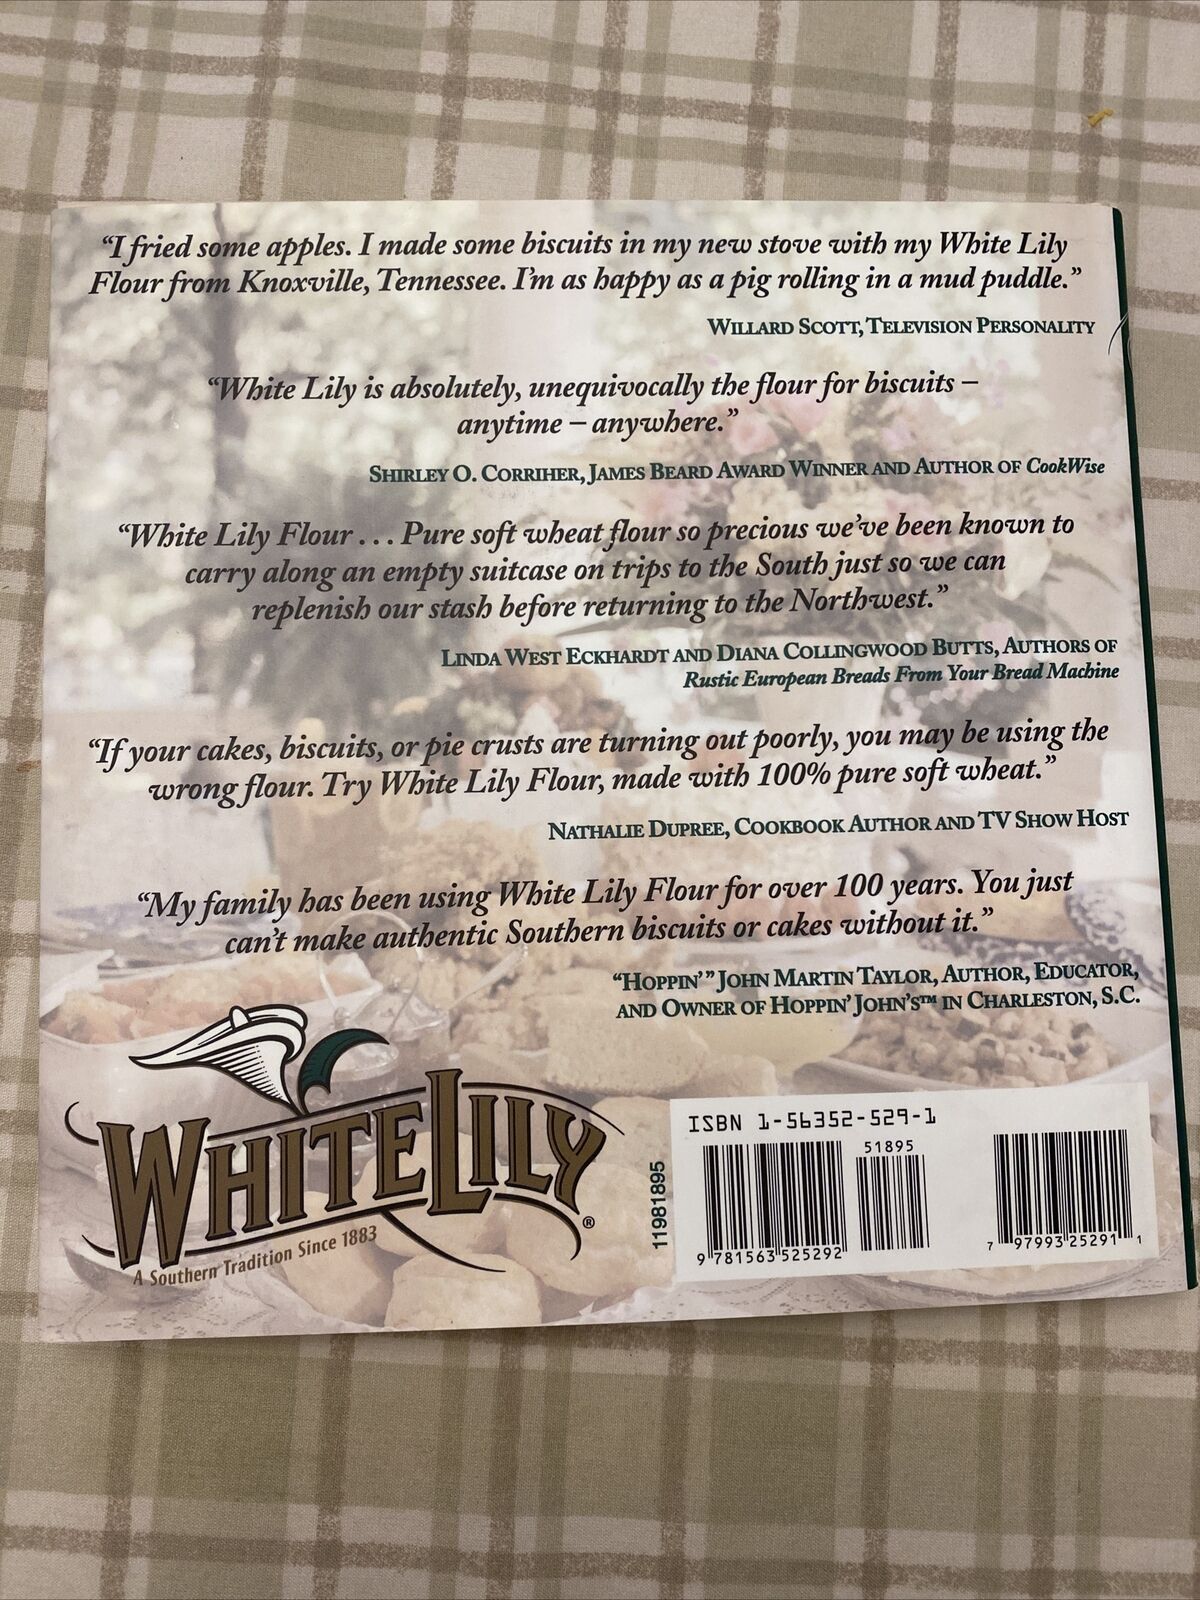 “I fried some apples. I made some biscuits in my new stove with my White Lily
Flour from Knoxville, Tennessee. I’m as happy as a pig rolling in a mud puddle.”
WILLARD SCOTT, TELEVISION PERSONALITY
“White Lily is absolutely, unequivocally the flour for biscuits –
anytime – anywhere.”
SHIRLEY O. CORRIHER, JAMES BEARD AWARD WINNER AND AUTHOR OF CookWise
“White Lily Flour . . . Pure soft wheat flour so precious we’ve been known to
carry along an empty suitcase on trips to the South just so we can
replenish our stash before returning to the Northwest.”
LINDA WEST ECKHARDT AND DIANA COLLINGWOOD BUTTS, AUTHORS OF
Rustic European Breads From Your Bread Machine
“If your cakes, biscuits, or pie crusts are turning out poorly, you may be using the
wrong flour. Try White Lily Flour, made with 100% pure soft wheat.”
NATHALIE DUPREE, COOKBOOK AUTHOR AND TV SHOW HOST
“My family has been using White Lily Flour for over 100 years. You just
can’t make authentic Southern biscuits or cakes without it.”
“HOPPIN’” JOHN MARTIN TAYLOR, AUTHOR, EDUCATOR,
AND OWNER OF HOPPIN’ JOHN’S™ IN CHARLESTON, S.C.
WHITE LILY®
A Southern Tradition Since 1883
11981895
ISBN 1-56352-529-1
51895
9 781563 525292
7 97993 25291 1